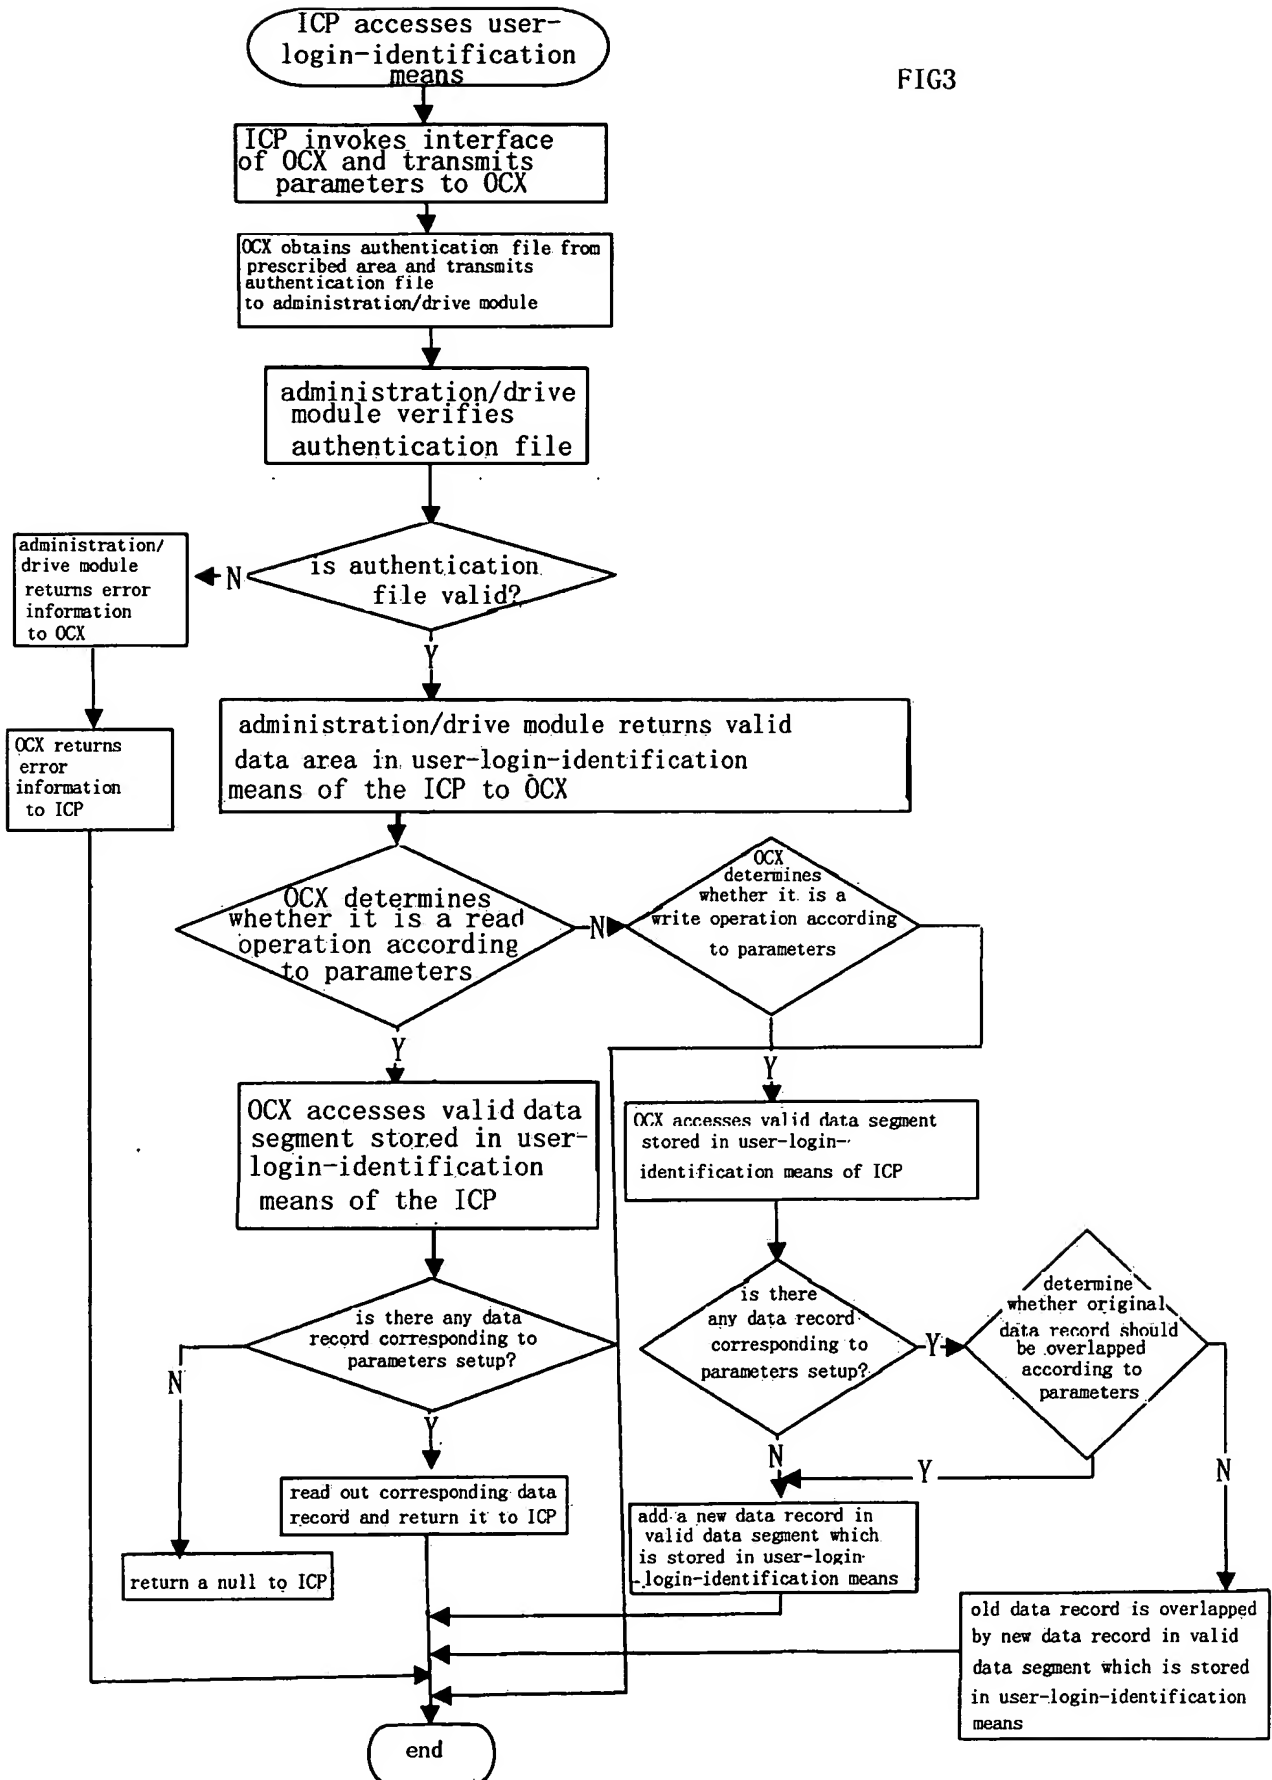 ICP accesses user-
login-identification
means
FIG3
ICP invokes interface
of OCX and transmits
parameters to OCX
OCX obtains authentication file from
prescribed area and transmits
authentication file
to administration/drive module
administration/drive
module verifies
authentication file
is authentication
file valid?
N
administration/
drive module
returns error
information
to OCX
OCX returns
error
information
to ICP
Y
administration/drive module returns valid
data area in user-login-identification
means of the ICP to OCX
OCX determines
whether it is a read
operation according
to parameters
N
OCX
determines
whether it is a
write operation according
to parameters
Y
Y
OCX accesses valid data
segment stored in user-
login-identification
means of the ICP
OCX accesses valid data segment
stored in user-login-
identification means of ICP
is there any data
record corresponding to
parameters setup?
N
Y
is there
any data record
corresponding to
parameters setup?
Y
determine
whether original
data record should
be overlapped
according to
parameters
N
Y
N
read out corresponding data
record and return it to ICP
return a null to ICP
add a new data record in
valid data segment which
is stored in user-login-
-login-identification means
old data record is overlapped
by new data record in valid
data segment which is stored
in user-login-identification
means
end